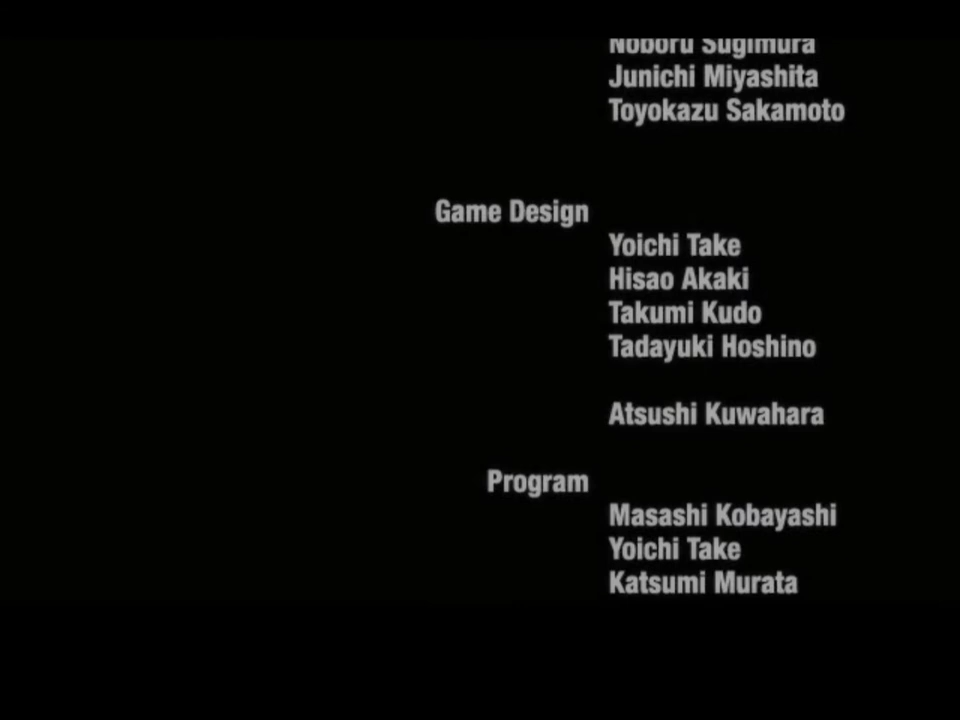 Noboru Sugimura
Junichi Miyashita
Toyokazu Sakamoto
Game Design
Yoichi Take
Hisao Akaki
Takumi Kudo
Tadayuki Hoshino
Atsushi Kuwahara
Program
Masashi Kobayashi
Yoichi Take
Katsumi Murata